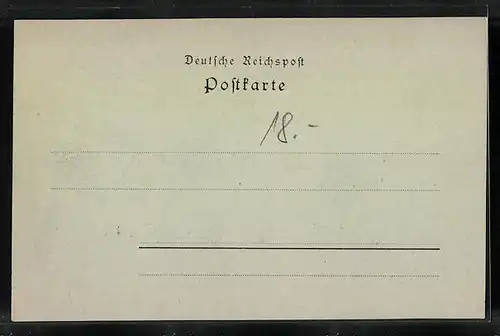 Deutsche Reichspost
Postkarte
18.-